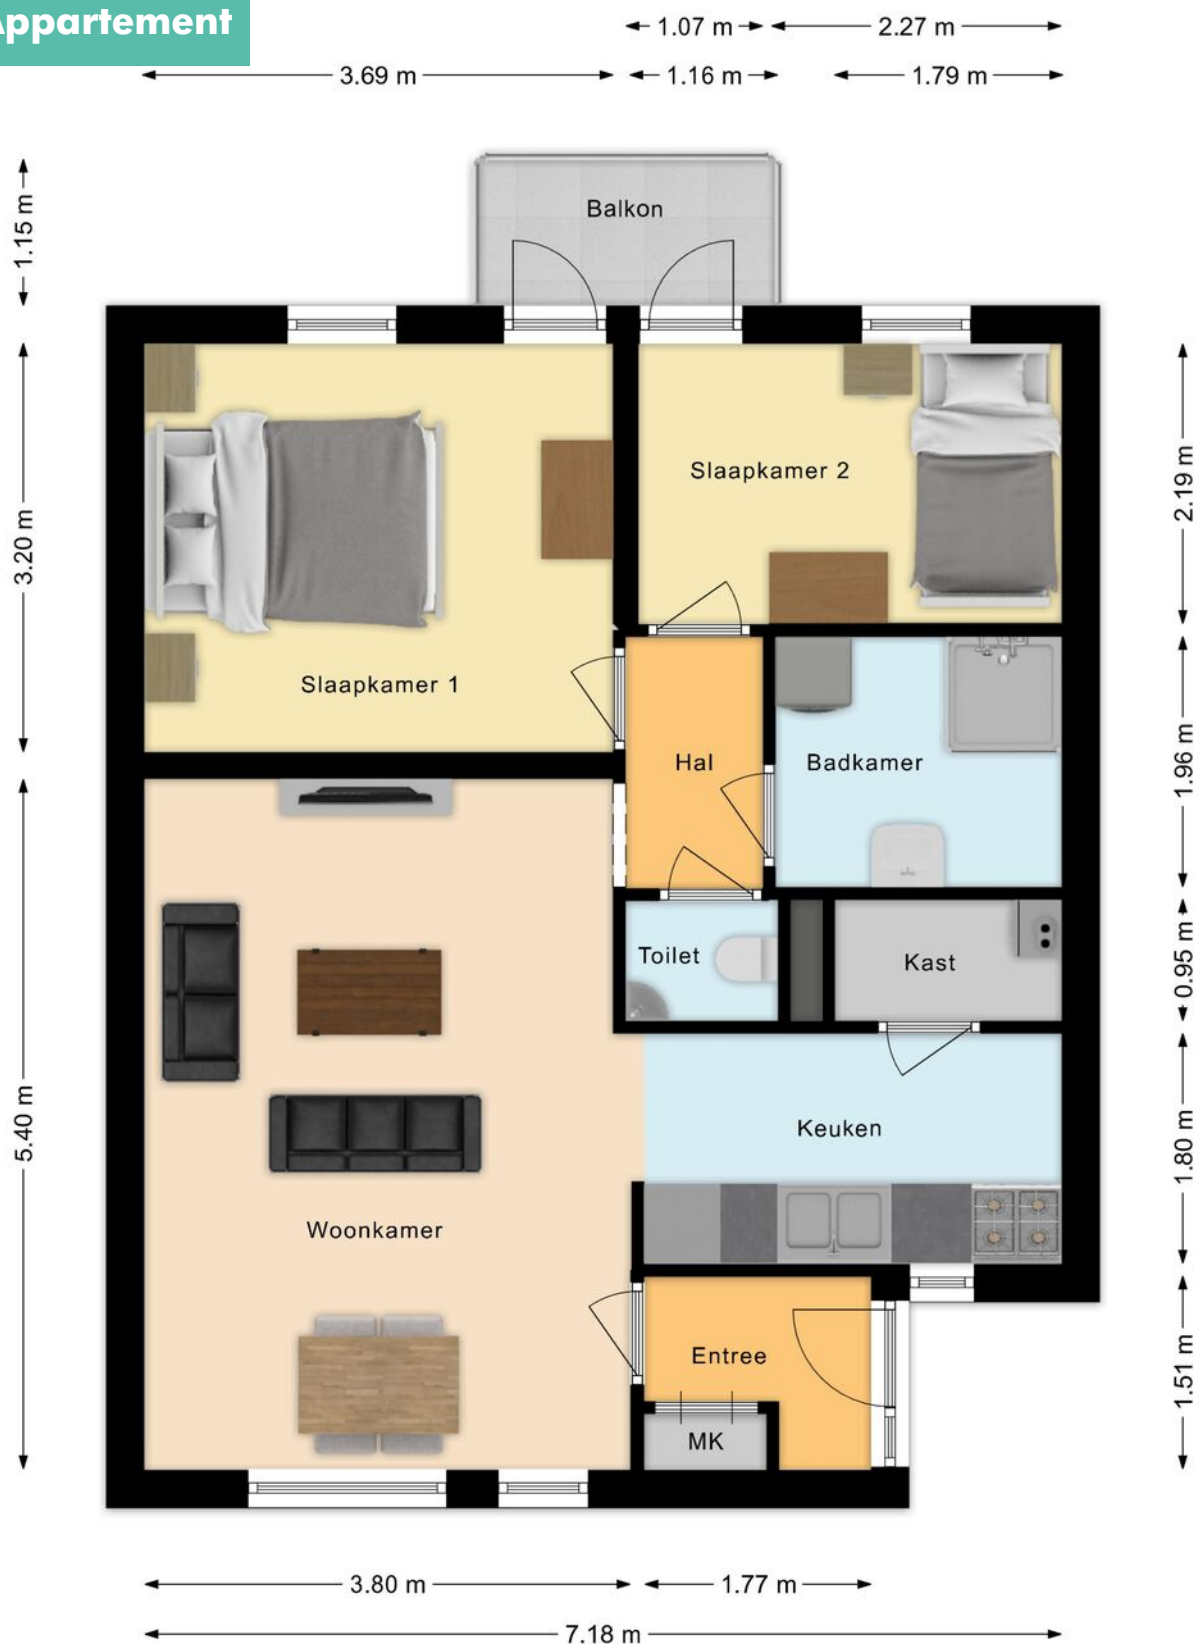 Appartement
1.07 m
2.27 m
3.69 m
1.16 m
1.79 m
1.15 m
Balkon
3.20 m
2.19 m
Slaapkamer 2
Slaapkamer 1
Hal
Badkamer
1.96 m
Toilet
Kast
0.95 m
5.40 m
Keuken
1.80 m
Woonkamer
Entree
1.51 m
MK
3.80 m
1.77 m
7.18 m